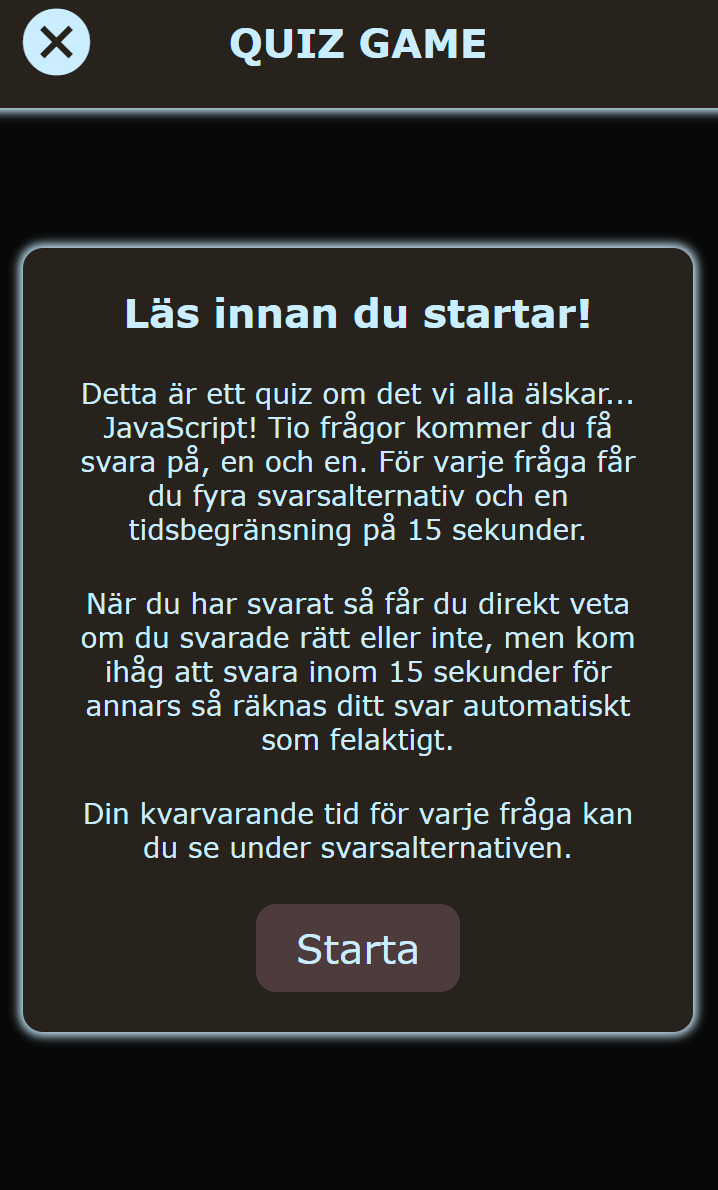 QUIZ GAME
Läs innan du startar!
Detta är ett quiz om det vi alla älskar...
JavaScript! Tio frågor kommer du få
svara på, en och en. För varje fråga får
du fyra svarsalternativ och en
tidsbegränsning på 15 sekunder.
När du har svarat så får du direkt veta
om du svarade rätt eller inte, men kom
ihåg att svara inom 15 sekunder för
annars så räknas ditt svar automatiskt
som felaktigt.
Din kvarvarande tid för varje fråga kan
du se under svarsalternativen.
Starta